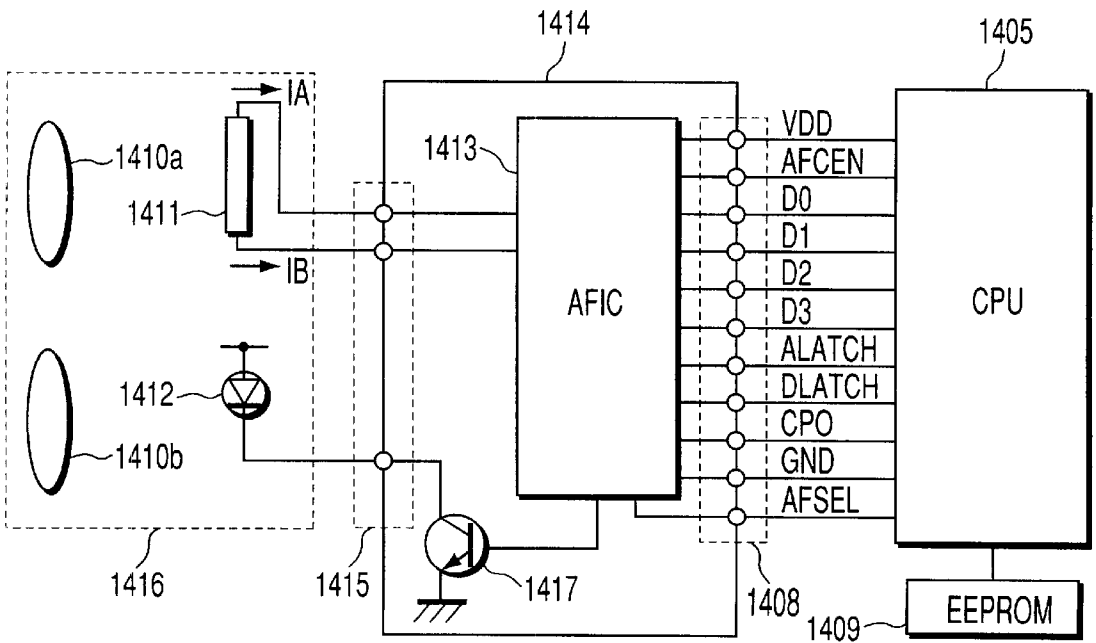 1414
1405
IA
1410a
1411
IB
1413
AFIC
VDD
AFCEN
D0
D1
D2
D3
ALATCH
DLATCH
CPO
GND
AFSEL
CPU
1412
1410b
1416
1415
1417
1408
1409
EEPROM